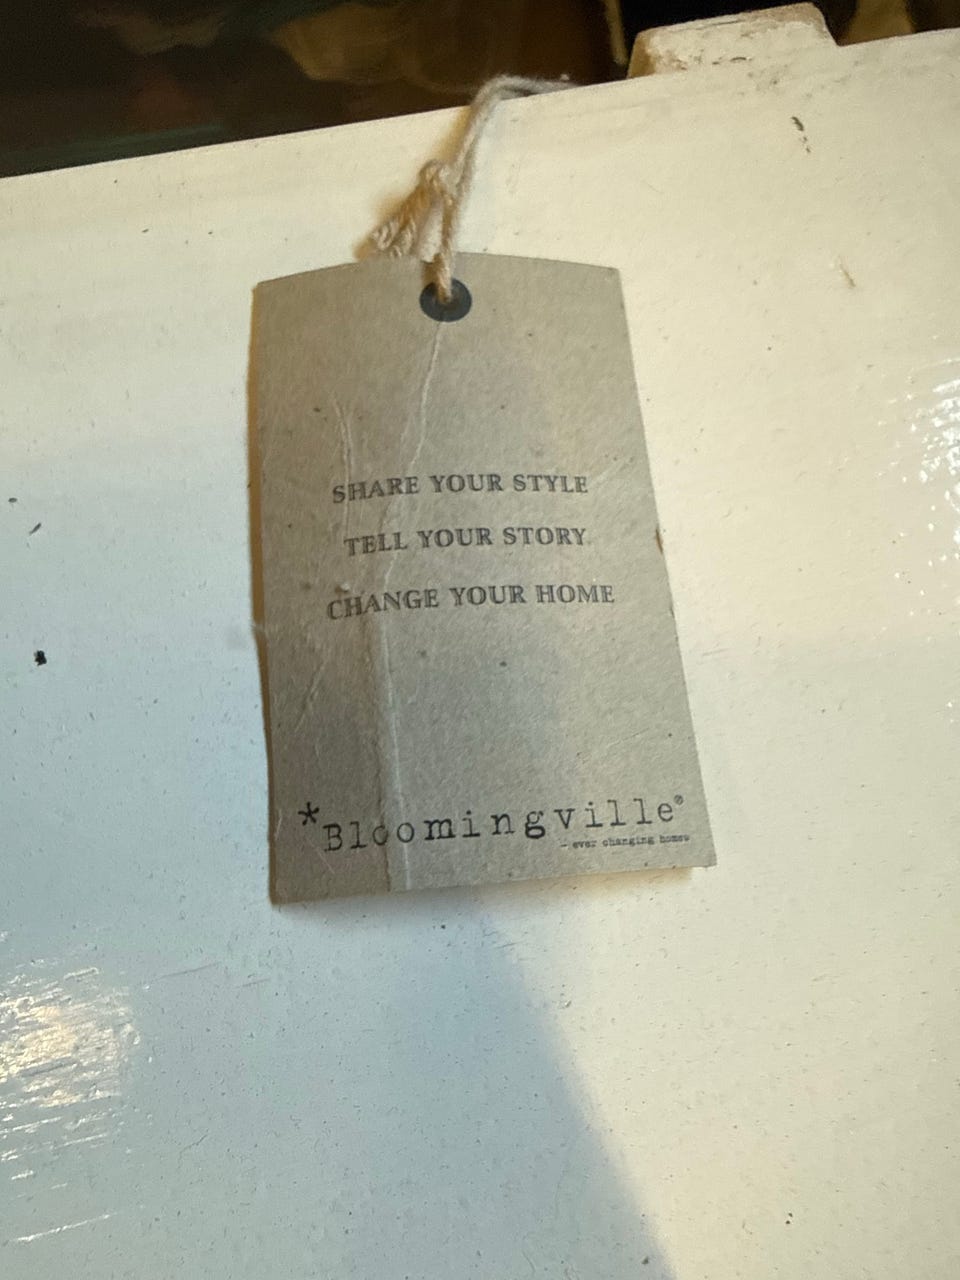 SHARE YOUR STYLE
TELL YOUR STORY
CHANGE YOUR HOME
*Bloomingville®
– ever changing homes